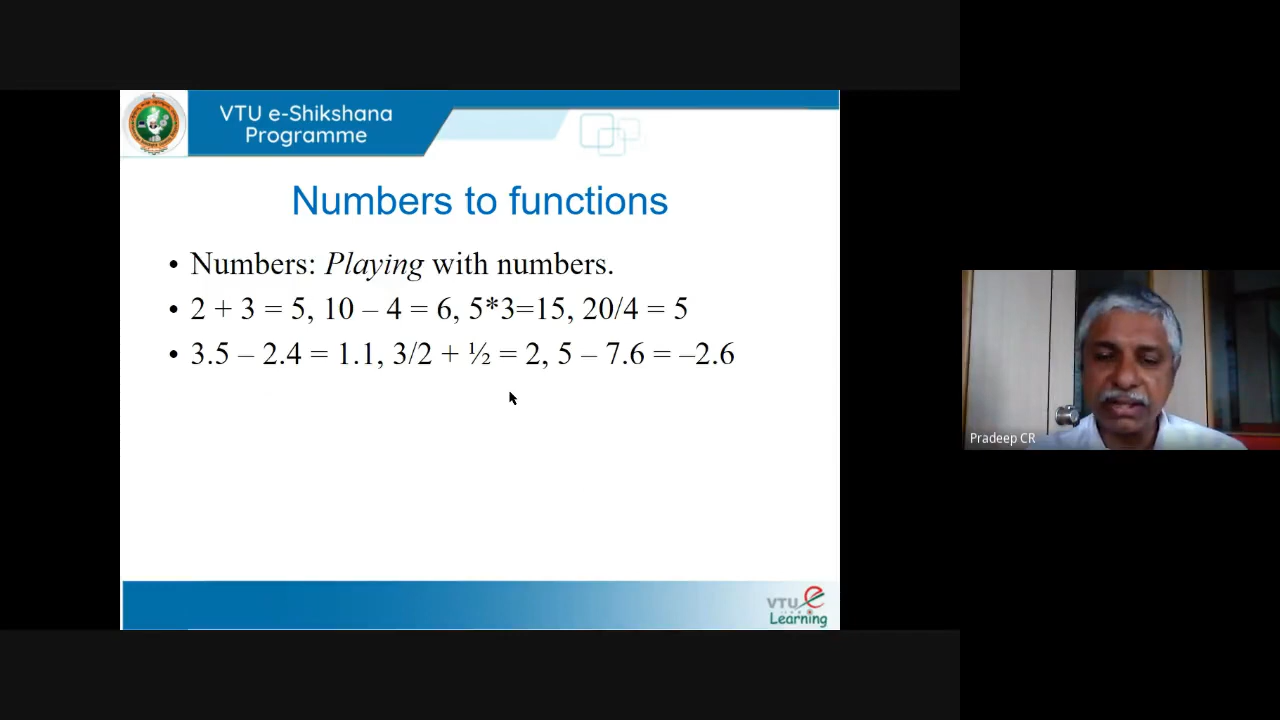 VTU e-Shikshana
Programme
Numbers to functions
• Numbers: Playing with numbers.
• 2 + 3 = 5, 10 – 4 = 6, 5*3=15, 20/4 = 5
• 3.5 – 2.4 = 1.1, 3/2 + ½ = 2, 5 – 7.6 = –2.6
Pradeep CR
VTU e
Learning